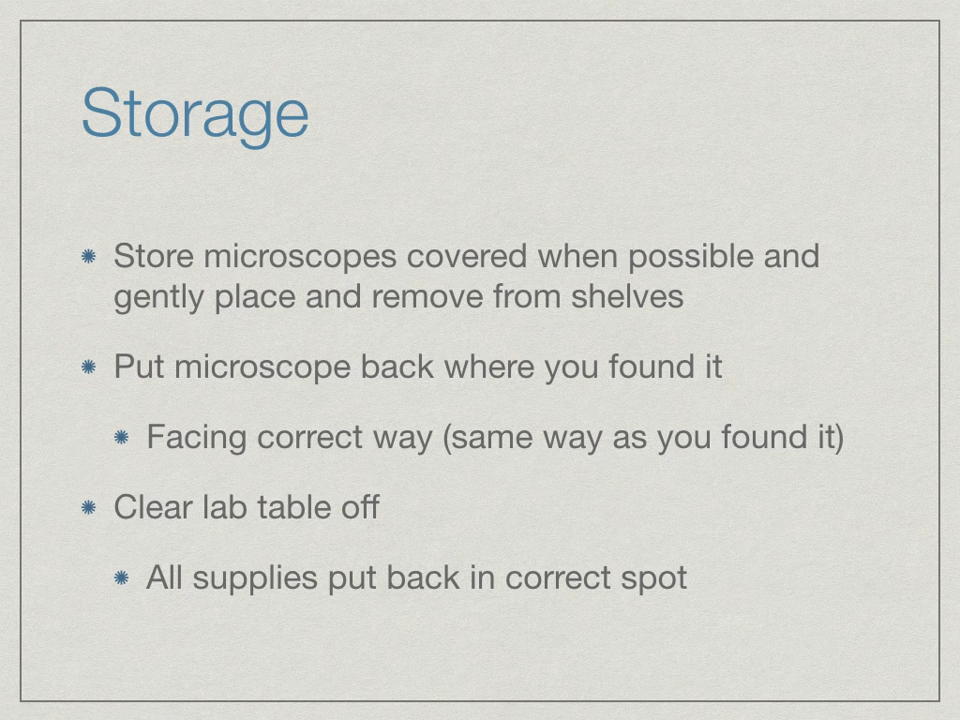 Storage
Store microscopes covered when possible and
gently place and remove from shelves
Put microscope back where you found it
Facing correct way (same way as you found it)
Clear lab table off
All supplies put back in correct spot